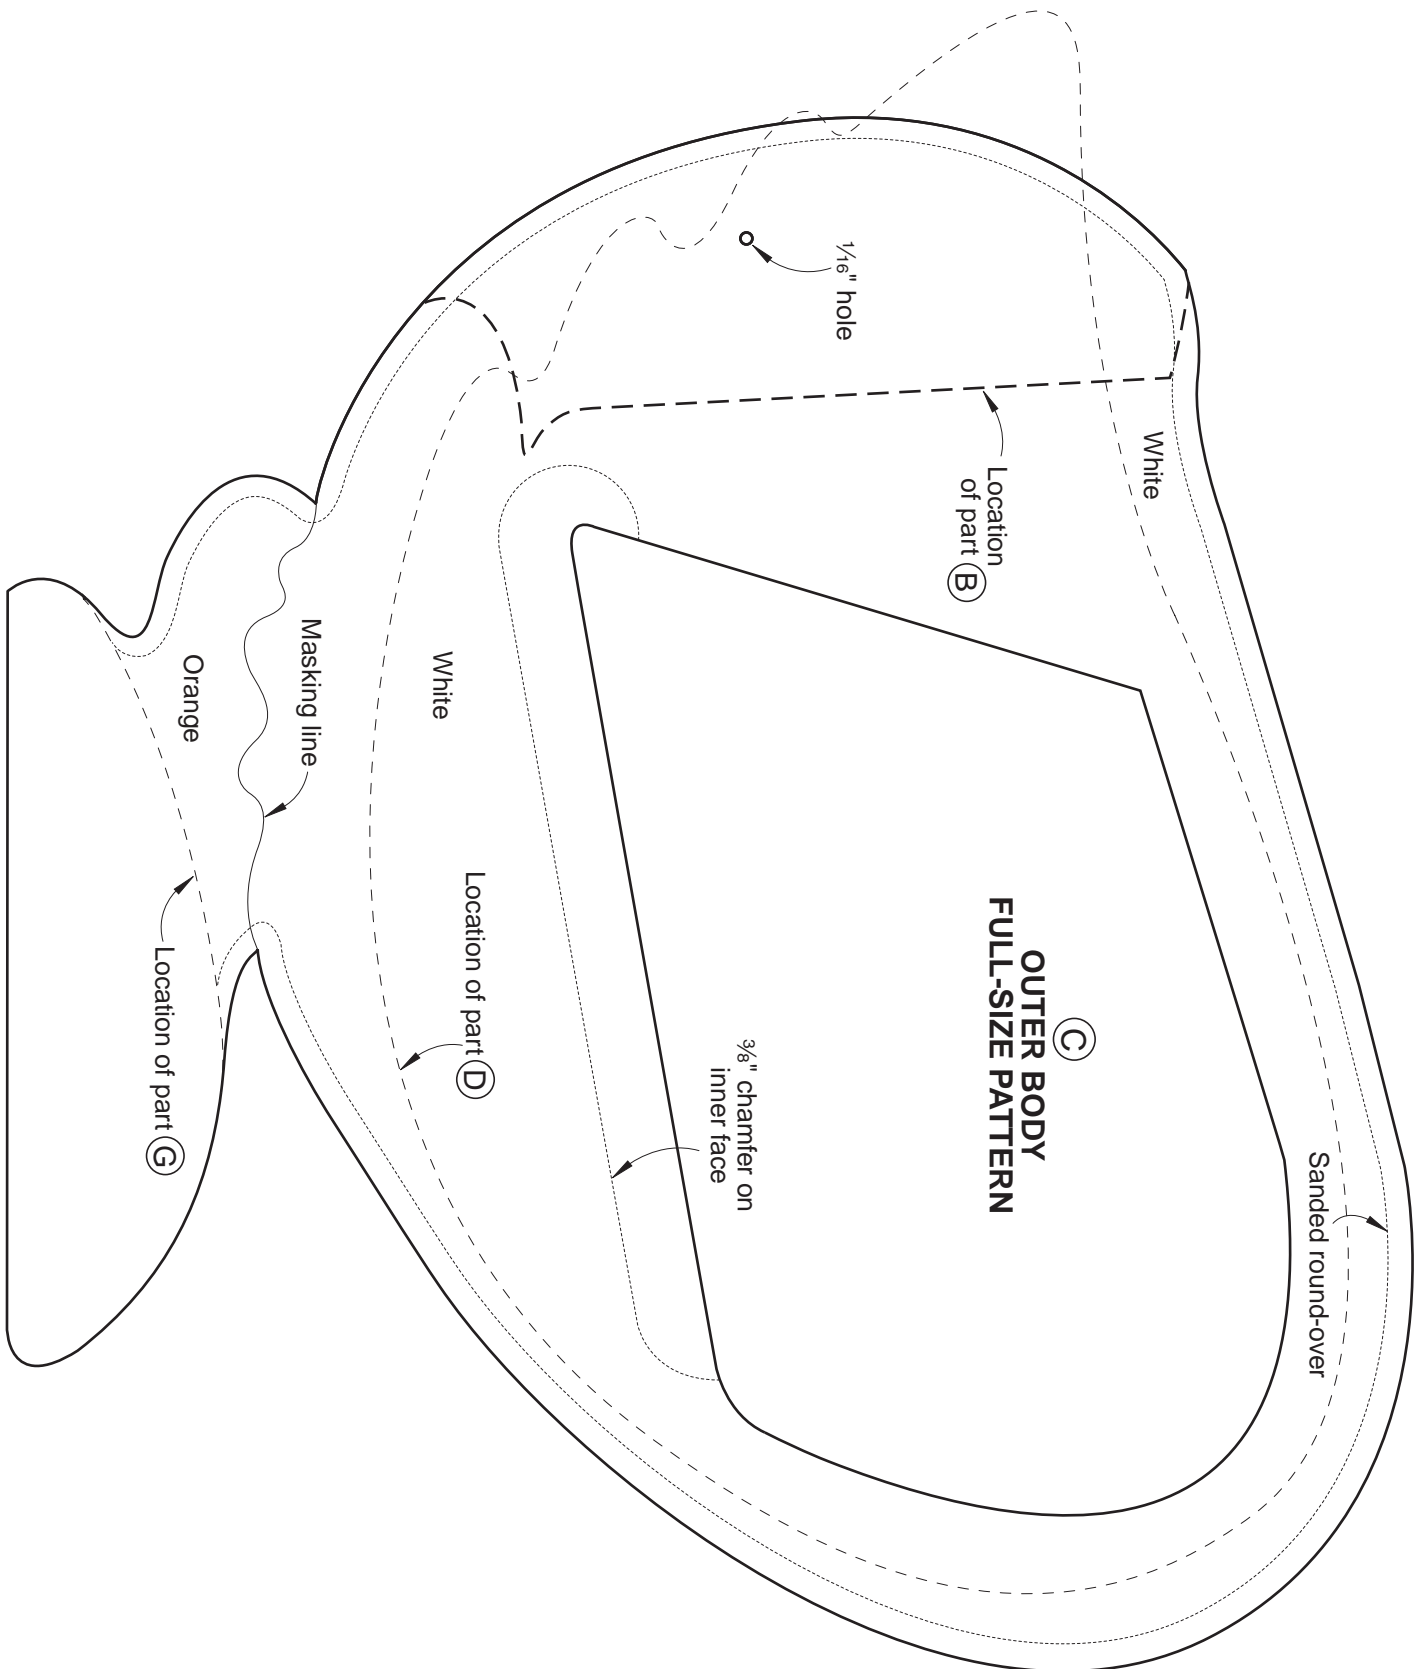 Sanded round-over
White
Ⓒ
OUTER BODY
FULL-SIZE PATTERN
Location
of part Ⓑ
1⁄16" hole
3⁄8" chamfer on
inner face
Location of part Ⓓ
White
Masking line
Orange
Location of part Ⓖ